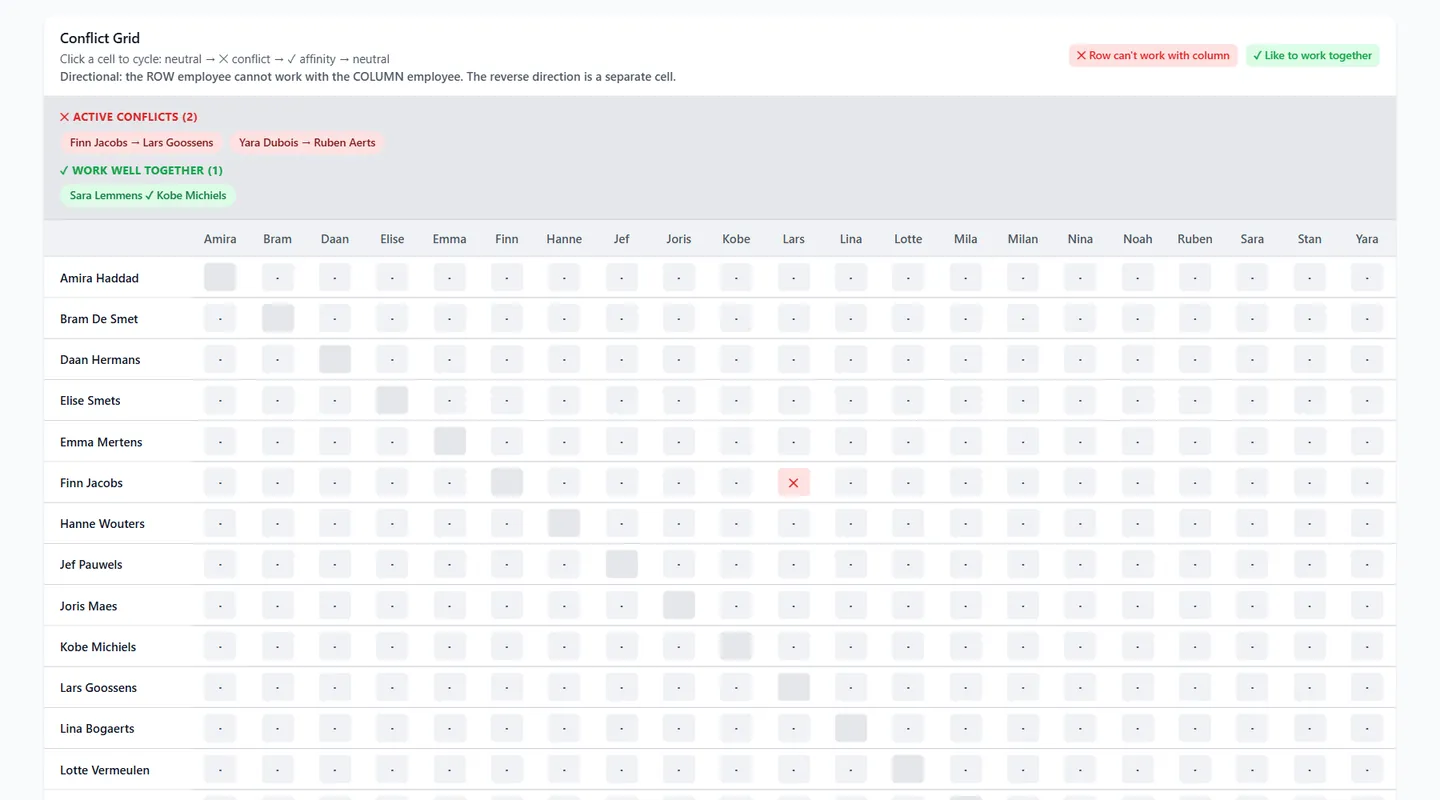 Conflict Grid
Click a cell to cycle: neutral → ✕ conflict → ✓ affinity → neutral
Directional: the ROW employee cannot work with the COLUMN employee. The reverse direction is a separate cell.
✕ Row can't work with column ✓ Like to work together
✕ ACTIVE CONFLICTS (2)
Finn Jacobs → Lars Goossens Yara Dubois → Ruben Aerts
✓ WORK WELL TOGETHER (1)
Sara Lemmens ✓ Kobe Michiels
Amira Bram Daan Elise Emma Finn Hanne Jef Joris Kobe Lars Lina Lotte Mila Milan Nina Noah Ruben Sara Stan Yara
Amira Haddad · · · · · · · · · · · · · · · · · · · ·
Bram De Smet · · · · · · · · · · · · · · · · · · · ·
Daan Hermans · · · · · · · · · · · · · · · · · · · ·
Elise Smets · · · · · · · · · · · · · · · · · · · ·
Emma Mertens · · · · · · · · · · · · · · · · · · · ·
Finn Jacobs · · · · · · · · · ✕ · · · · · · · · · ·
Hanne Wouters · · · · · · · · · · · · · · · · · · · ·
Jef Pauwels · · · · · · · · · · · · · · · · · · · ·
Joris Maes · · · · · · · · · · · · · · · · · · · ·
Kobe Michiels · · · · · · · · · · · · · · · · · · · ·
Lars Goossens · · · · · · · · · · · · · · · · · · · ·
Lina Bogaerts · · · · · · · · · · · · · · · · · · · ·
Lotte Vermeulen · · · · · · · · · · · · · · · · · · · ·